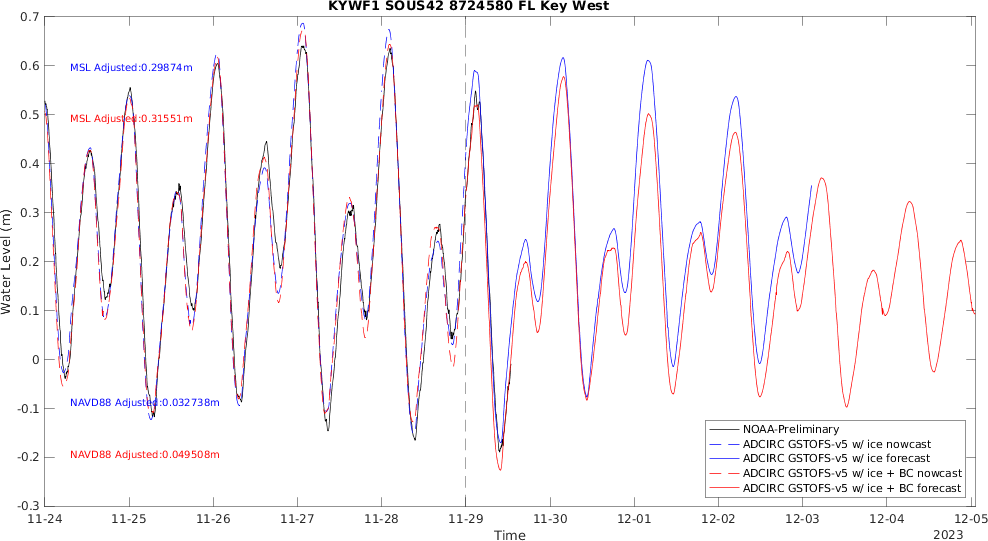 KYWF1 SOUS42 8724580 FL Key West
0.7
0.6
0.5
0.4
0.3
0.2
0.1
0
-0.1
-0.2
-0.3
Water Level (m)
MSL Adjusted:0.29874m
MSL Adjusted:0.31551m
NAVD88 Adjusted:0.032738m
NAVD88 Adjusted:0.049508m
NOAA-Preliminary
ADCIRC GSTOFS-v5 w/ ice nowcast
ADCIRC GSTOFS-v5 w/ ice forecast
ADCIRC GSTOFS-v5 w/ ice + BC nowcast
ADCIRC GSTOFS-v5 w/ ice + BC forecast
11-24 11-25 11-26 11-27 11-28 11-29 11-30 12-01 12-02 12-03 12-04 12-05
Time
2023